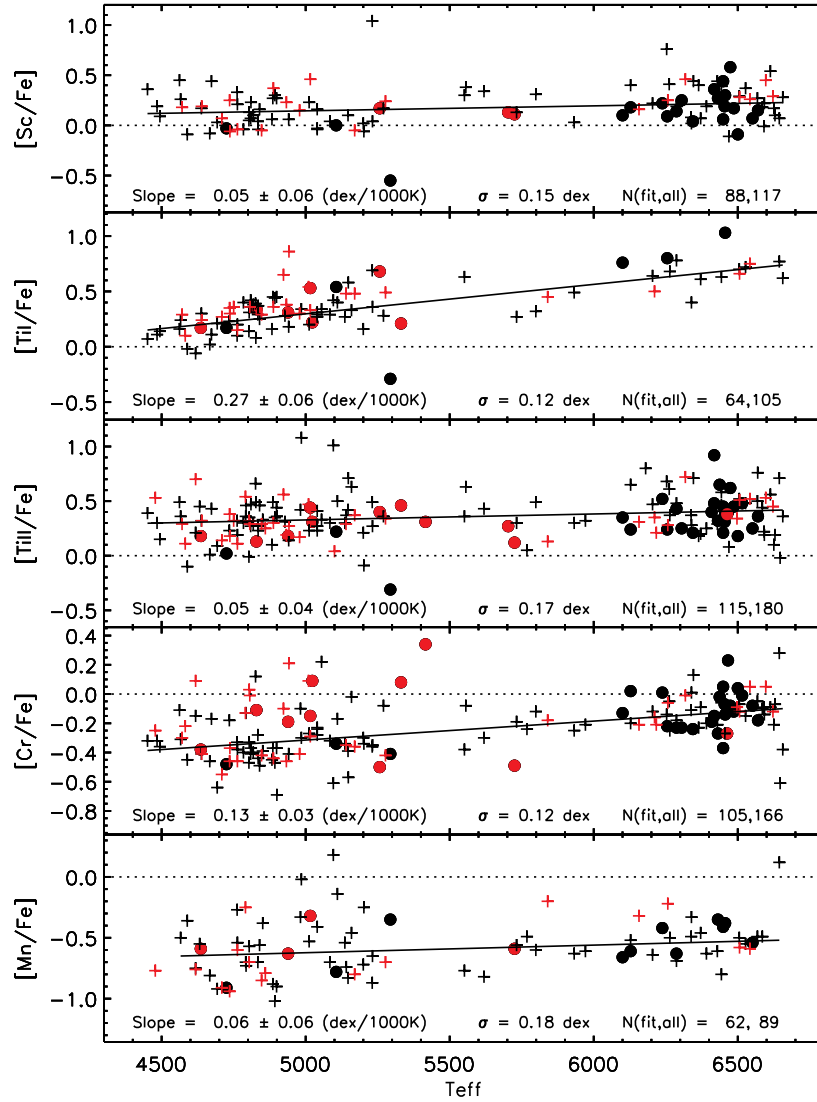 1.0
0.5
0.0
−0.5
[Sc/Fe]
Slope = 0.05 ± 0.06 (dex/1000K) σ = 0.15 dex N(fit,all) = 88,117
1.0
0.5
0.0
−0.5
[TiI/Fe]
Slope = 0.27 ± 0.06 (dex/1000K) σ = 0.12 dex N(fit,all) = 64,105
1.0
0.5
0.0
−0.5
[TiII/Fe]
Slope = 0.05 ± 0.04 (dex/1000K) σ = 0.17 dex N(fit,all) = 115,180
0.4
0.2
0.0
−0.2
−0.4
−0.6
−0.8
[Cr/Fe]
Slope = 0.13 ± 0.03 (dex/1000K) σ = 0.12 dex N(fit,all) = 105,166
0.0
−0.5
−1.0
[Mn/Fe]
Slope = 0.06 ± 0.06 (dex/1000K) σ = 0.18 dex N(fit,all) = 62, 89
4500 5000 5500 6000 6500
Teff